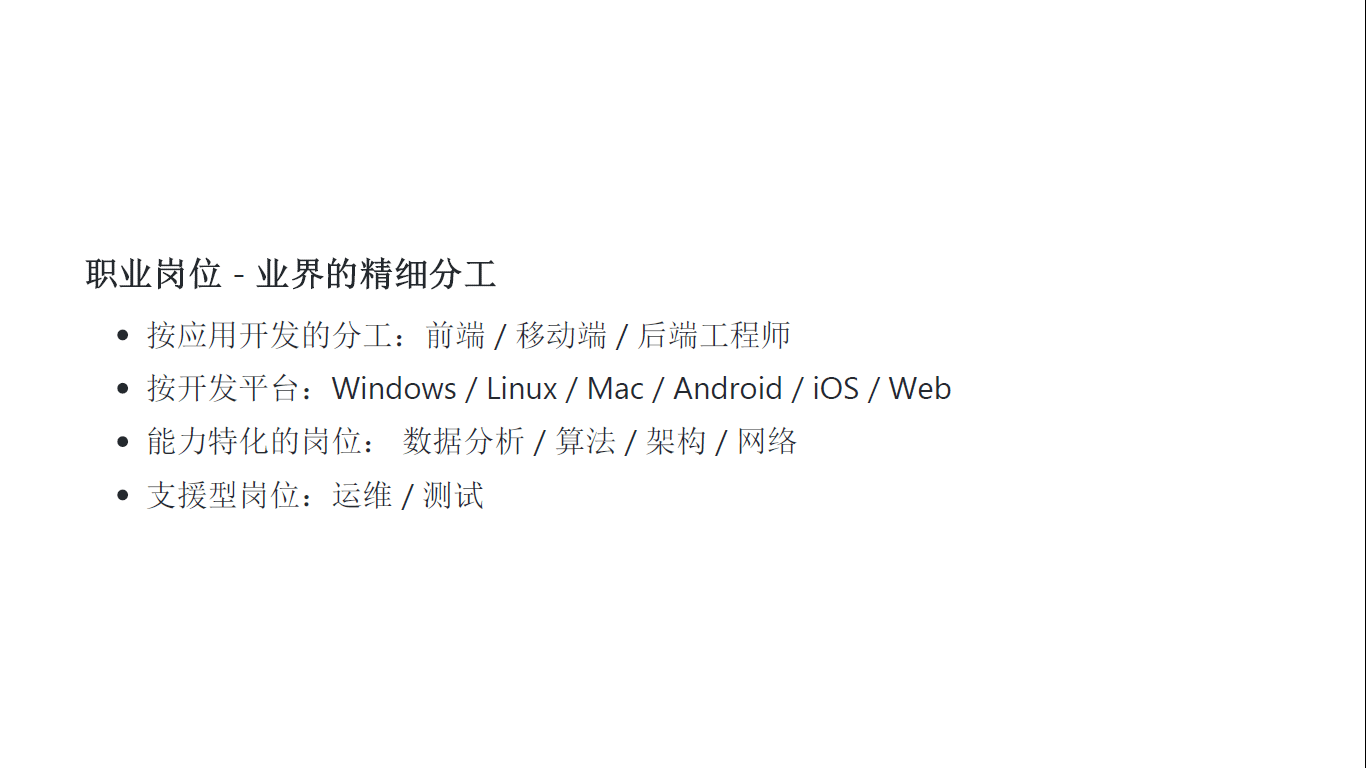 职业岗位 - 业界的精细分工
按应用开发的分工：前端 / 移动端 / 后端工程师
按开发平台：Windows / Linux / Mac / Android / iOS / Web
能力特化的岗位： 数据分析 / 算法 / 架构 / 网络
支援型岗位：运维 / 测试